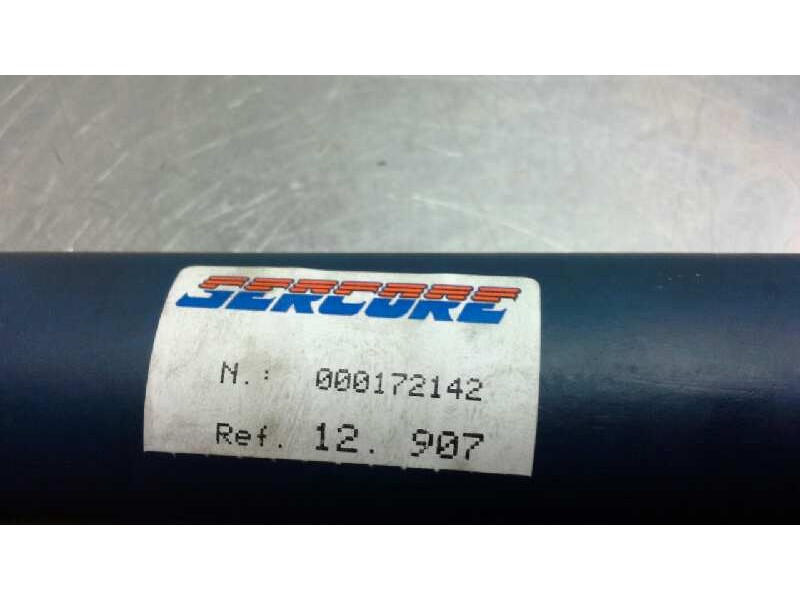 SERCORE
N.: 000172142
Ref. 12. 907